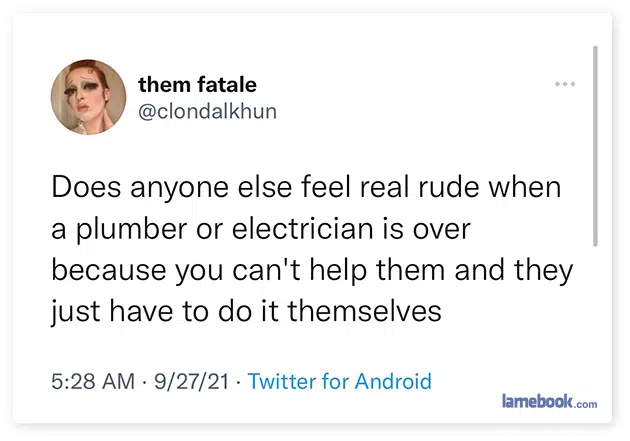 them fatale
@clondalkhun
Does anyone else feel real rude when
a plumber or electrician is over
because you can't help them and they
just have to do it themselves
5:28 AM · 9/27/21 · Twitter for Android
lamebook.com